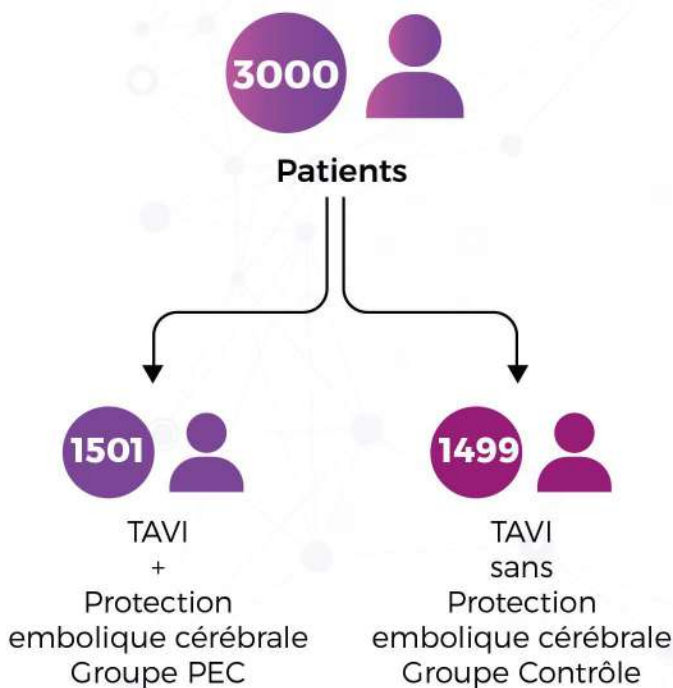 3000
Patients
1501
TAVI
+
Protection
embolique cérébrale
Groupe PEC
1499
TAVI
sans
Protection
embolique cérébrale
Groupe Contrôle